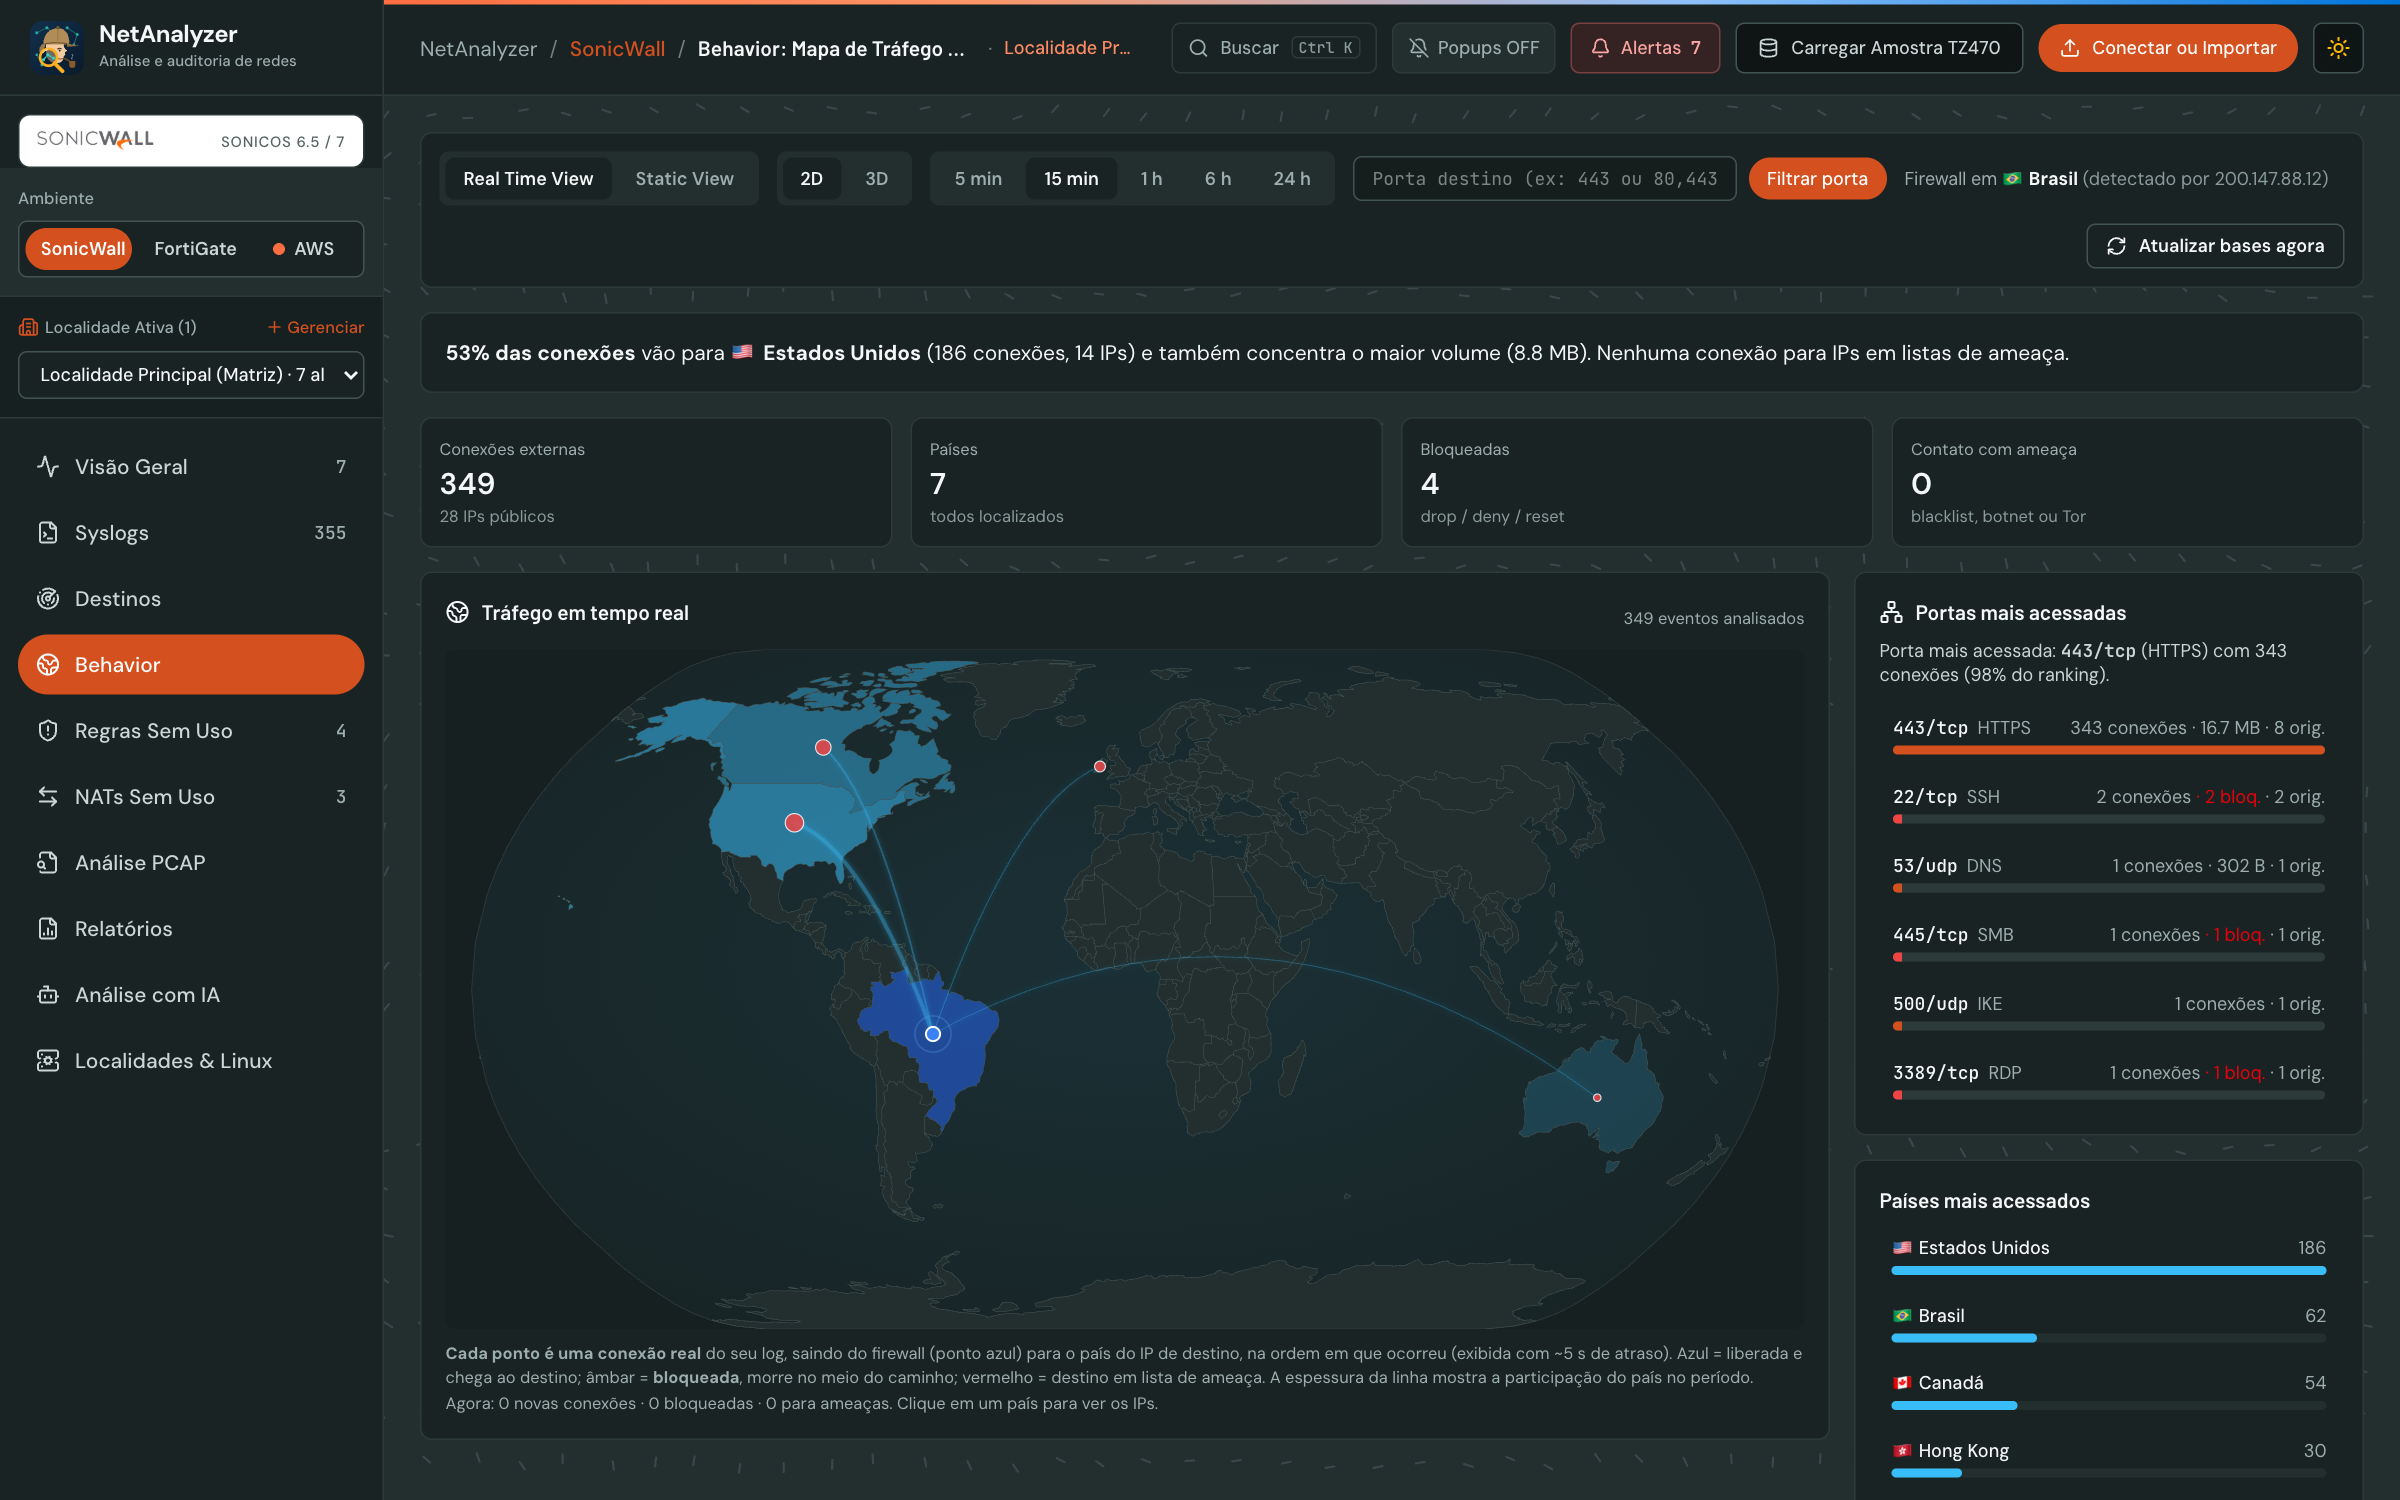 NetAnalyzer
Análise e auditoria de redes
SONICWALL
SONICOS 6.5 / 7
Ambiente
SonicWall
FortiGate
AWS
Localidade Ativa (1)
+ Gerenciar
Localidade Principal (Matriz) · 7 al
Visão Geral
7
Syslogs
355
Destinos
Behavior
Regras Sem Uso
4
NATs Sem Uso
3
Análise PCAP
Relatórios
Análise com IA
Localidades & Linux
NetAnalyzer / SonicWall / Behavior: Mapa de Tráfego ... · Localidade Pr...
Buscar Ctrl K
Popups OFF
Alertas 7
Carregar Amostra TZ470
Conectar ou Importar
Real Time View
Static View
2D
3D
5 min
15 min
1 h
6 h
24 h
Porta destino (ex: 443 ou 80,443
Filtrar porta
Firewall em Brasil (detectado por 200.147.88.12)
Atualizar bases agora
53% das conexões vão para Estados Unidos (186 conexões, 14 IPs) e também concentra o maior volume (8.8 MB). Nenhuma conexão para IPs em listas de ameaça.
Conexões externas
349
28 IPs públicos
Países
7
todos localizados
Bloqueadas
4
drop / deny / reset
Contato com ameaça
0
blacklist, botnet ou Tor
Tráfego em tempo real
349 eventos analisados
Cada ponto é uma conexão real do seu log, saindo do firewall (ponto azul) para o país do IP de destino, na ordem em que ocorreu (exibida com ~5 s de atraso). Azul = liberada e
chega ao destino; âmbar = bloqueada, morre no meio do caminho; vermelho = destino em lista de ameaça. A espessura da linha mostra a participação do país no período.
Agora: 0 novas conexões · 0 bloqueadas · 0 para ameaças. Clique em um país para ver os IPs.
Portas mais acessadas
Porta mais acessada: 443/tcp (HTTPS) com 343
conexões (98% do ranking).
443/tcp HTTPS 343 conexões · 16.7 MB · 8 orig.
22/tcp SSH 2 conexões · 2 bloq. · 2 orig.
53/udp DNS 1 conexões · 302 B · 1 orig.
445/tcp SMB 1 conexões · 1 bloq. · 1 orig.
500/udp IKE 1 conexões · 1 orig.
3389/tcp RDP 1 conexões · 1 bloq. · 1 orig.
Países mais acessados
Estados Unidos 186
Brasil 62
Canadá 54
Hong Kong 30